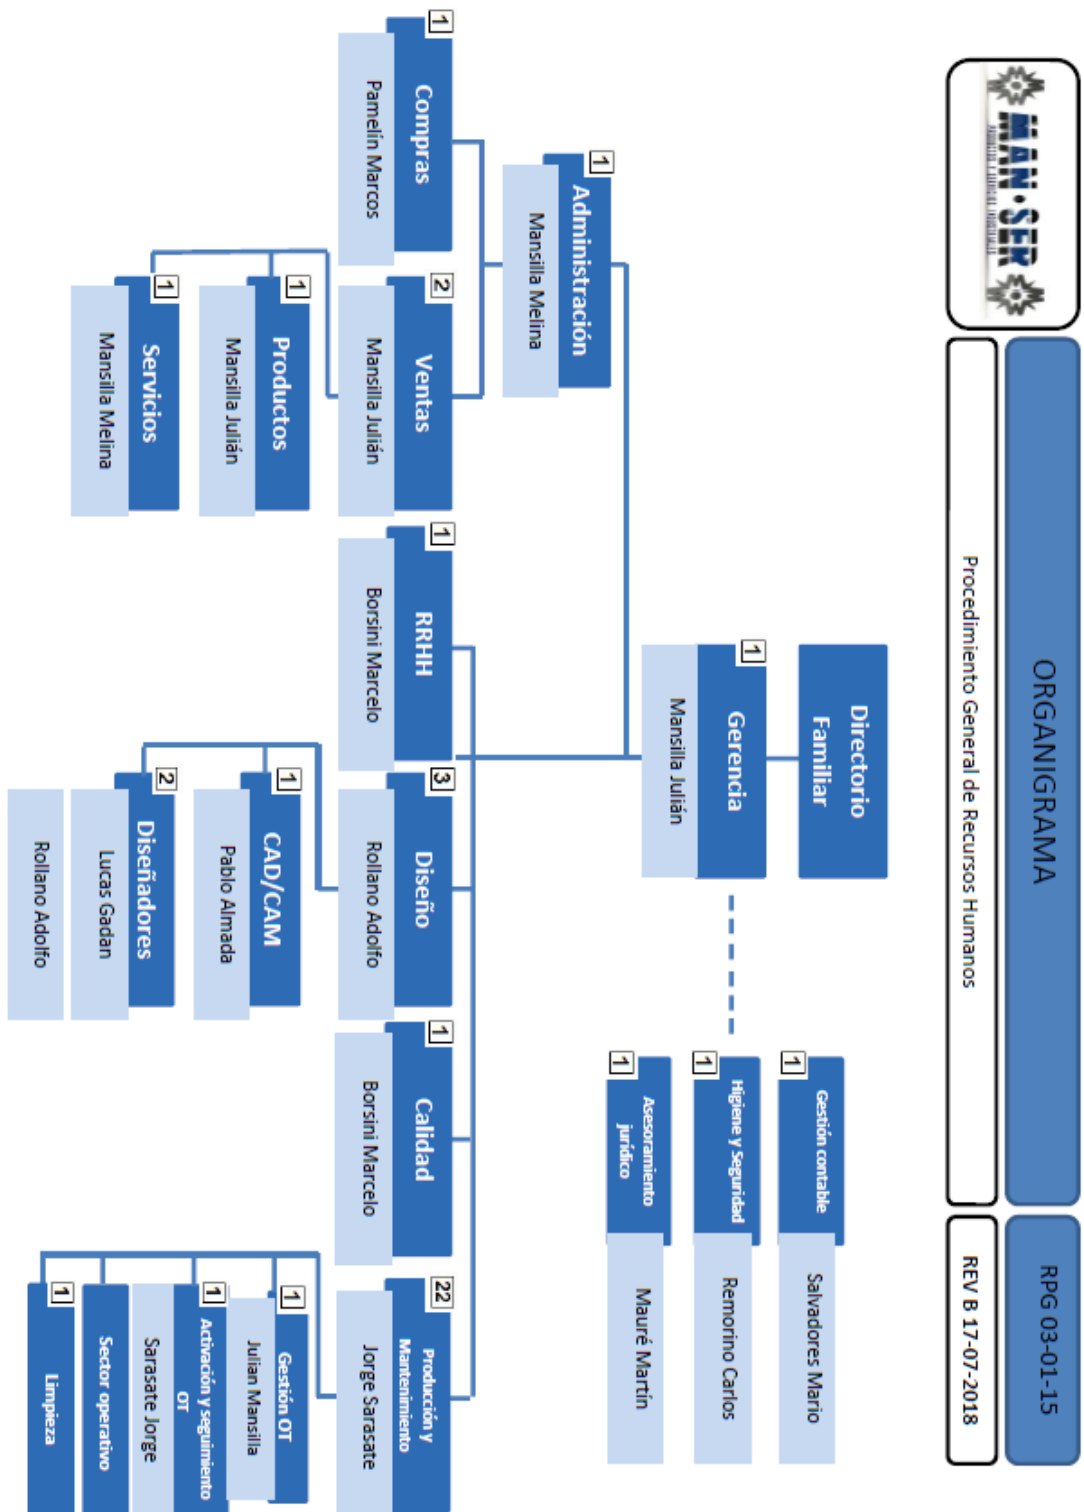 MAN·SER
PRODUCTOS Y SERVICIOS INDUSTRIALES
ORGANIGRAMA
RPG 03-01-15
Procedimiento General de Recursos Humanos
REV B 17-07-2018
Directorio
Familiar
1
Gerencia
Mansilla Julián
1
Gestión contable
Salvadores Mario
1
Higiene y Seguridad
Remorino Carlos
1
Asesoramiento
jurídico
Mauré Martín
1
Administración
Mansilla Melina
1
Compras
Pamelín Marcos
2
Ventas
Mansilla Julián
1
Productos
Mansilla Julián
1
Servicios
Mansilla Melina
1
RRHH
Borsini Marcelo
3
Diseño
Rollano Adolfo
1
CAD/CAM
Pablo Almada
2
Diseñadores
Lucas Gadan
Rollano Adolfo
1
Calidad
Borsini Marcelo
22
Producción y
Mantenimiento
Jorge Sarasate
1
Gestión OT
Julian Mansilla
1
Activación y seguimiento
OT
Sarasate Jorge
Sector operativo
1
Limpieza